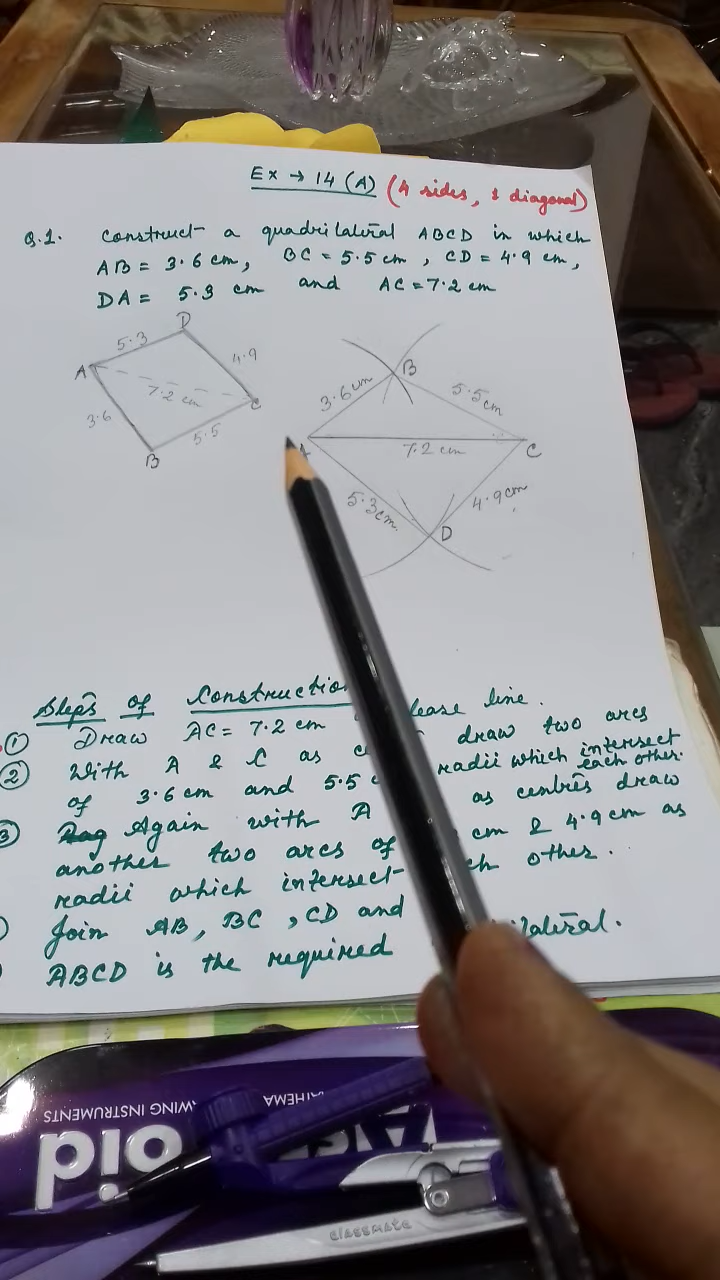 Ex → 14 (A) (4 sides, 1 diagonal)
Q.1. Construct a quadrilateral ABCD in which
AB = 3.6 cm, BC = 5.5 cm, CD = 4.9 cm,
DA = 5.3 cm and AC = 7.2 cm
D
5.3
4.9
A
7.2 cm
C
3.6
5.5
B
B
3.6 cm
5.5 cm
A
7.2 cm
C
5.3 cm
4.9 cm
D
Steps of Construction
① Draw AC = 7.2 cm base line.
② With A & C as draw two arcs
of 3.6 cm and 5.5 radii which intersect
each other.
③ Again with A as centres draw
another two arcs of cm & 4.9 cm as
radii which intersect other.
Join AB, BC, CD and
ABCD is the required
WING INSTRUMENTS
oid
CLASSMATE